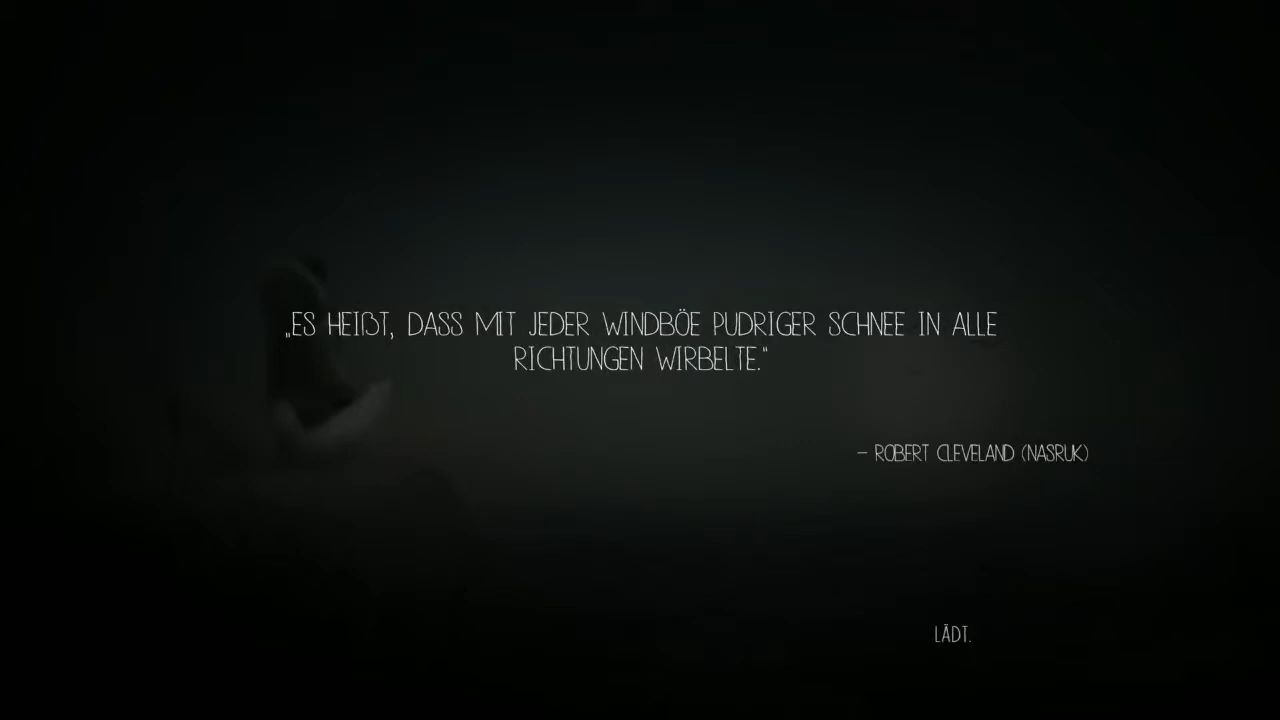 „ES HEIßT, DASS MIT JEDER WINDBÖE PUDRIGER SCHNEE IN ALLE
RICHTUNGEN WIRBELTE.“
– ROBERT CLEVELAND (NASRUK)
LÄDT.